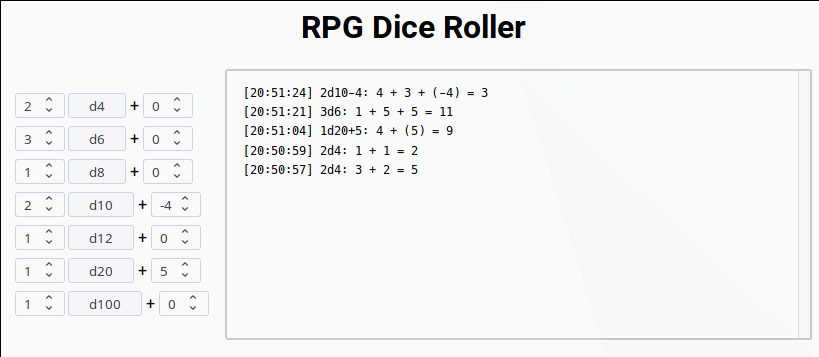 RPG Dice Roller
2 d4 + 0
3 d6 + 0
1 d8 + 0
2 d10 + -4
1 d12 + 0
1 d20 + 5
1 d100 + 0
[20:51:24] 2d10-4: 4 + 3 + (-4) = 3
[20:51:21] 3d6: 1 + 5 + 5 = 11
[20:51:04] 1d20+5: 4 + (5) = 9
[20:50:59] 2d4: 1 + 1 = 2
[20:50:57] 2d4: 3 + 2 = 5